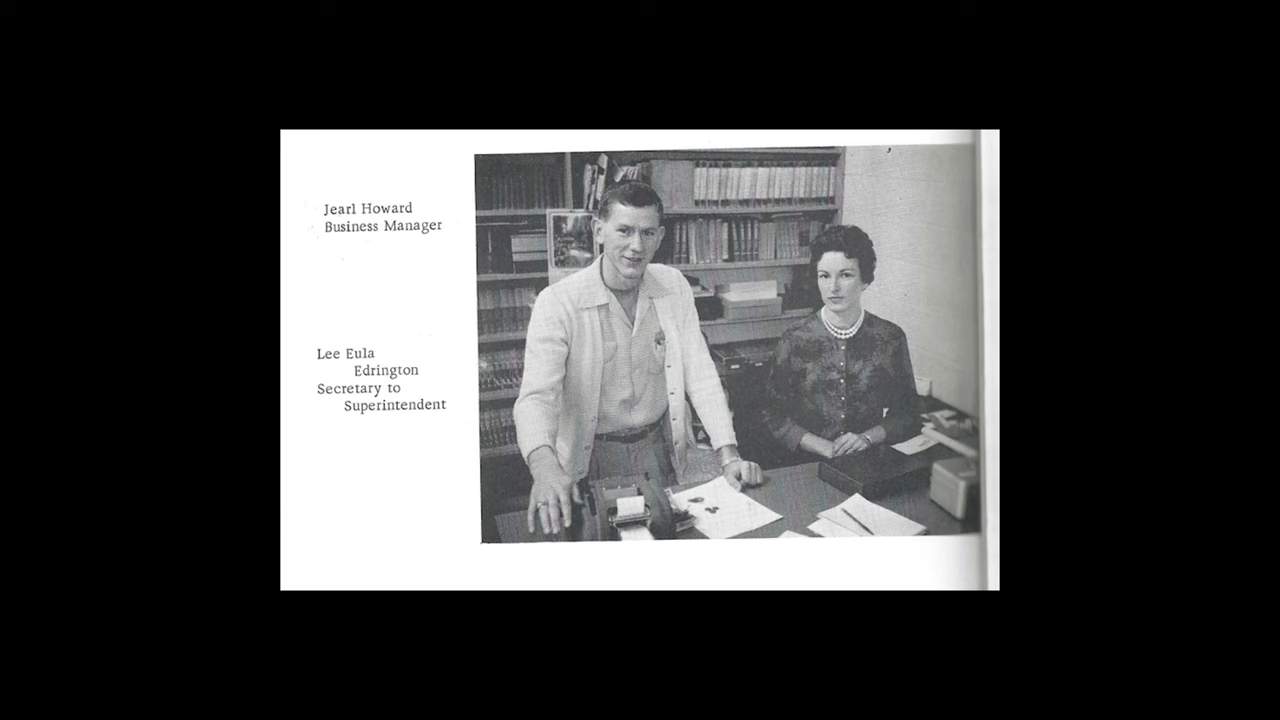 Jearl Howard
Business Manager
Lee Eula
Edrington
Secretary to
Superintendent